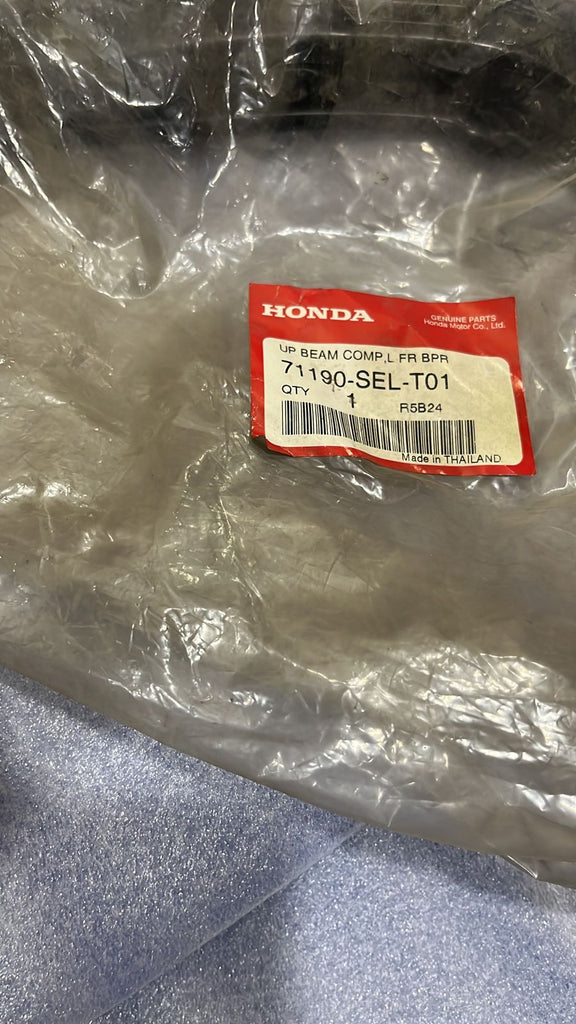 HONDA
GENUINE PARTS
Honda Motor Co., Ltd.
UP BEAM COMP,L FR BPR
71190-SEL-T01
QTY 1 R5B24
Made in THAILAND